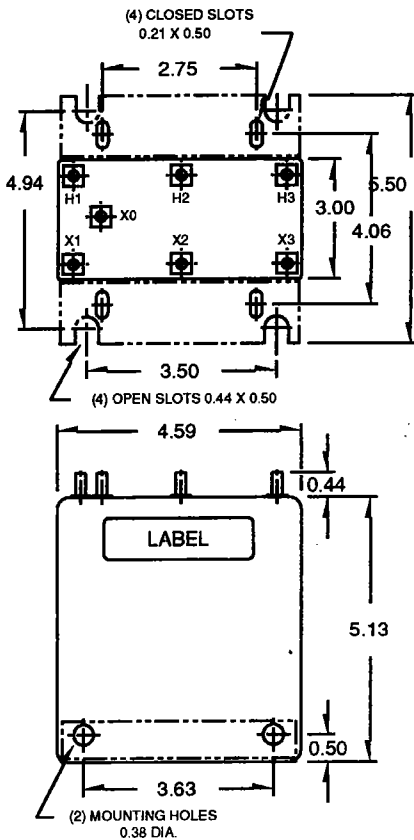 (4) CLOSED SLOTS
0.21 X 0.50
2.75
4.94
H1
H2
H3
X0
X1
X2
X3
3.00
4.06
5.50
3.50
(4) OPEN SLOTS 0.44 X 0.50
4.59
0.44
LABEL
5.13
0.50
3.63
(2) MOUNTING HOLES
0.38 DIA.